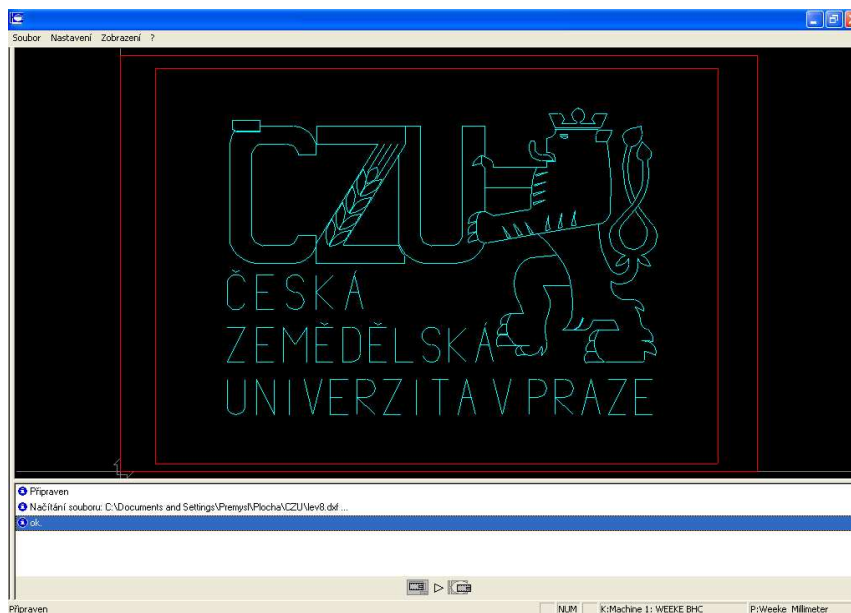 Soubor Nastavení Zobrazení ?
CZU
ČESKÁ
ZEMĚDĚLSKÁ
UNIVERZITA V PRAZE
Připraven
Načítání souboru: C:\Documents and Settings\Premysl\Plocha\CZU\lev8.dxf ...
ok.
Připraven NUM K:Machine 1: WEEKE BHC P:Weeke Millimeter